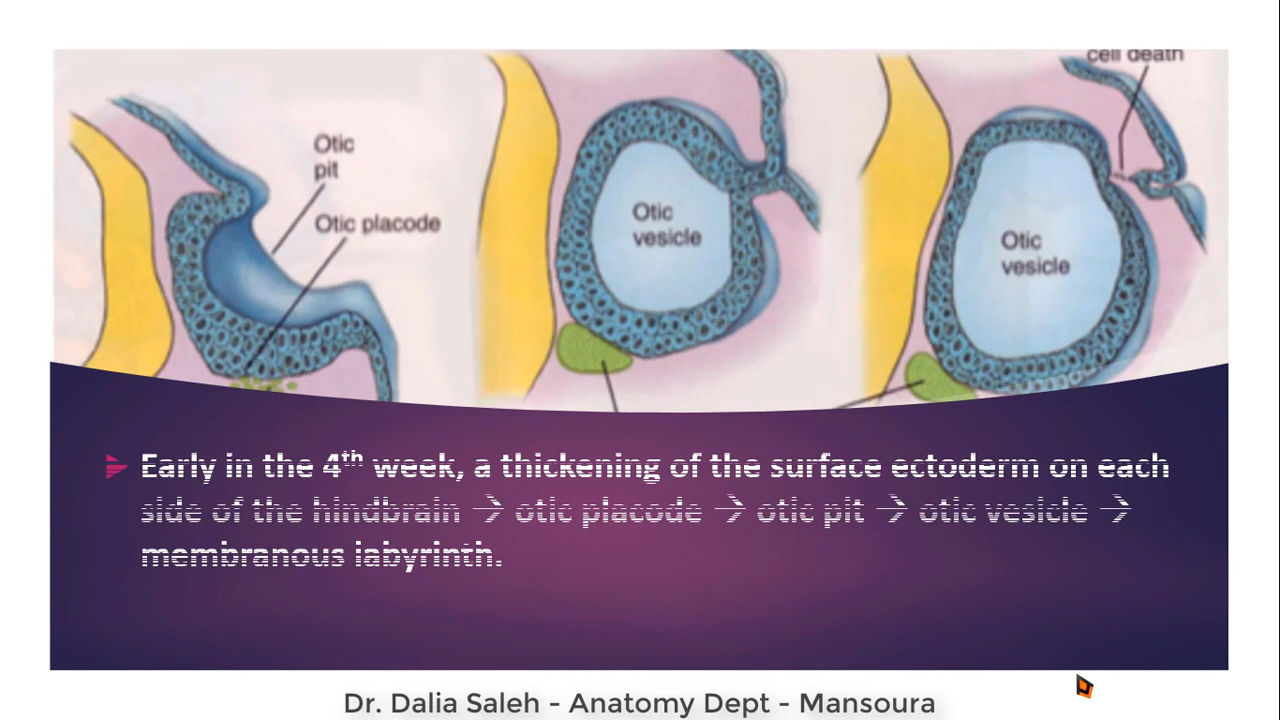 cell death
Otic
pit
Otic placode
Otic
vesicle
Otic
vesicle
Early in the 4th week, a thickening of the surface ectoderm on each
side of the hindbrain → otic placode → otic pit → otic vesicle →
membranous labyrinth.
Dr. Dalia Saleh - Anatomy Dept - Mansoura